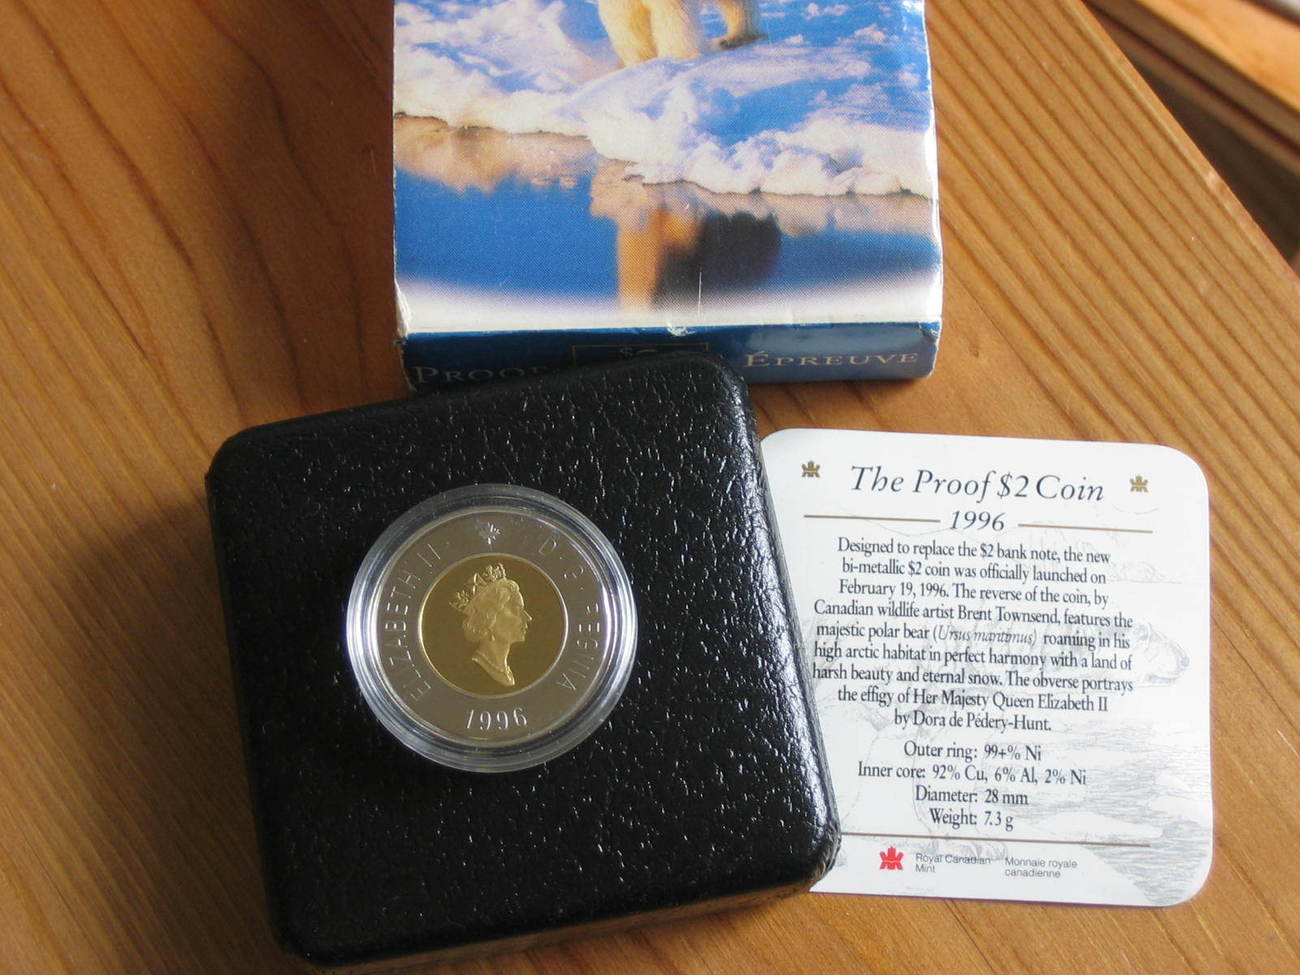 PROOF
ÉPREUVE
ELIZABETH II D·G·REGINA
1996
The Proof $2 Coin
1996
Designed to replace the $2 bank note, the new
bi-metallic $2 coin was officially launched on
February 19, 1996. The reverse of the coin, by
Canadian wildlife artist Brent Townsend, features the
majestic polar bear (Ursus maritimus) roaming in his
high arctic habitat in perfect harmony with a land of
harsh beauty and eternal snow. The obverse portrays
the effigy of Her Majesty Queen Elizabeth II
by Dora de Pédery-Hunt.
Outer ring: 99+% Ni
Inner core: 92% Cu, 6% Al, 2% Ni
Diameter: 28 mm
Weight: 7.3 g
Royal Canadian
Mint
Monnaie royale
canadienne